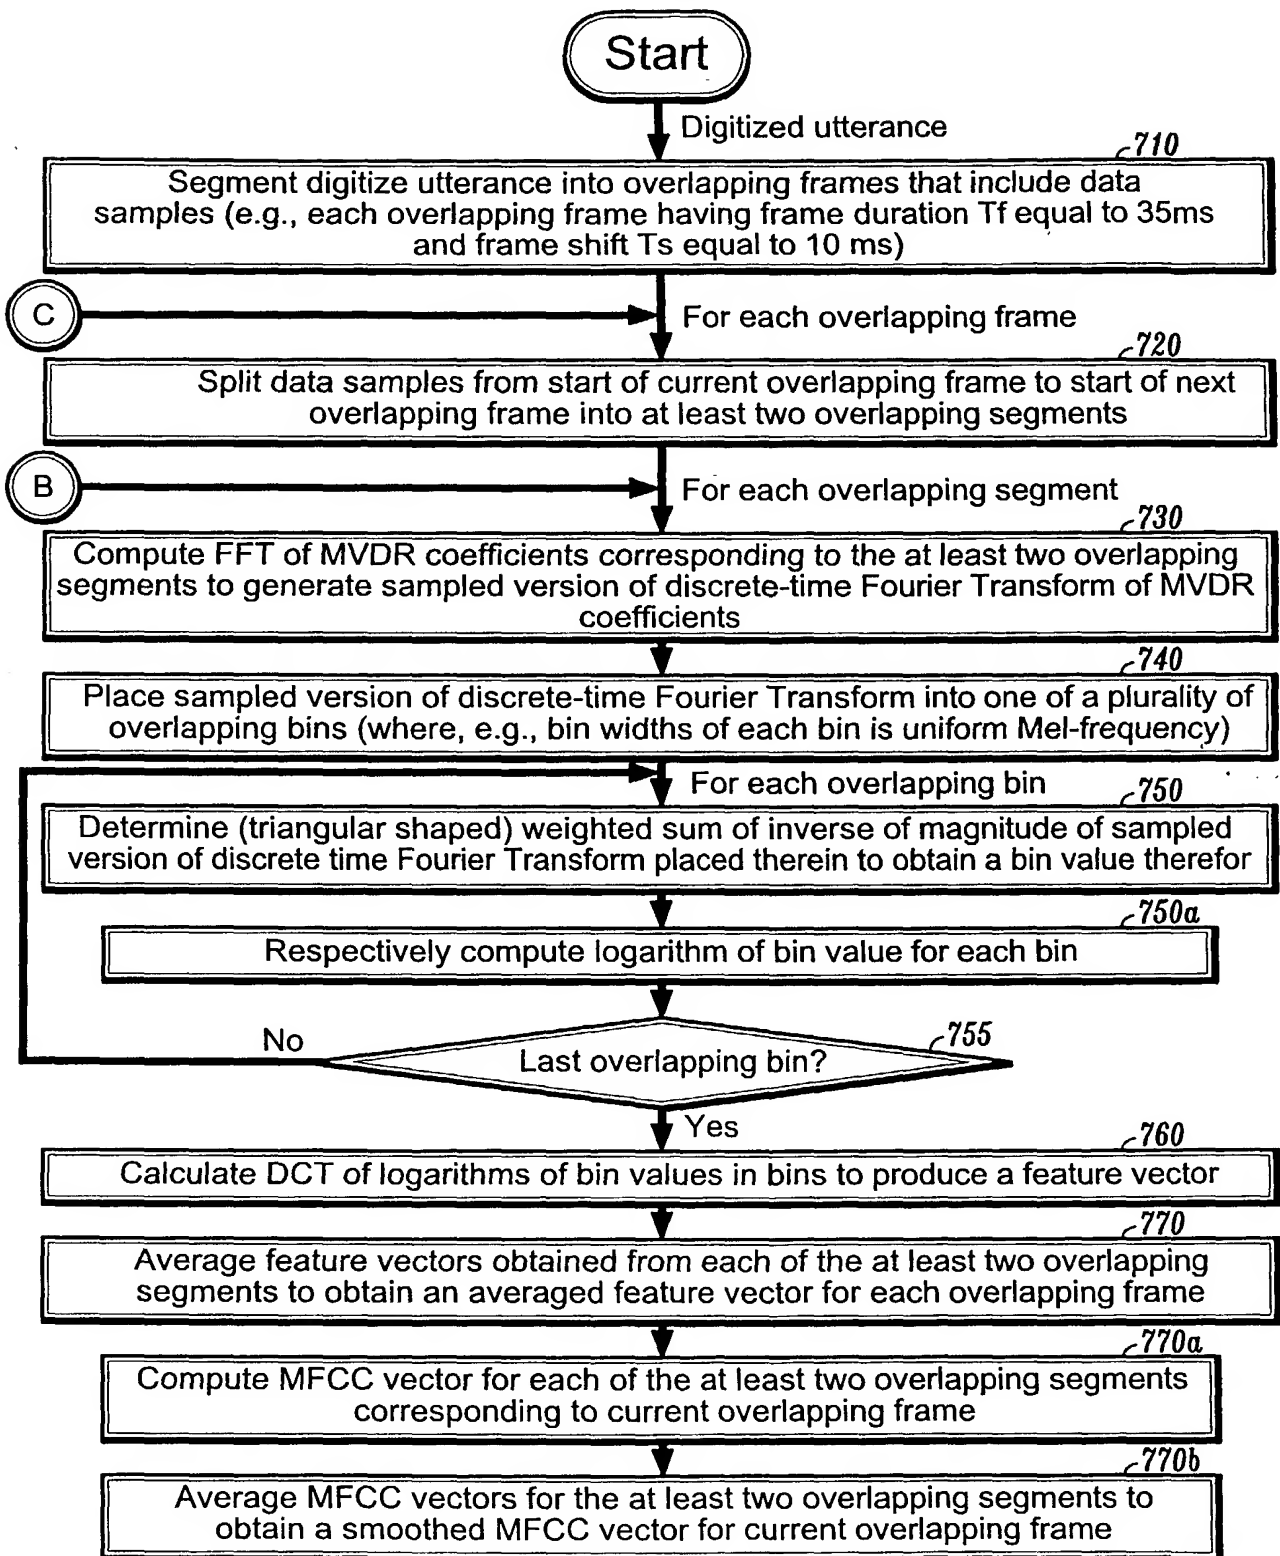 Start
Digitized utterance
710
Segment digitize utterance into overlapping frames that include data
samples (e.g., each overlapping frame having frame duration Tf equal to 35ms
and frame shift Ts equal to 10 ms)
C
For each overlapping frame
720
Split data samples from start of current overlapping frame to start of next
overlapping frame into at least two overlapping segments
B
For each overlapping segment
730
Compute FFT of MVDR coefficients corresponding to the at least two overlapping
segments to generate sampled version of discrete-time Fourier Transform of MVDR
coefficients
740
Place sampled version of discrete-time Fourier Transform into one of a plurality of
overlapping bins (where, e.g., bin widths of each bin is uniform Mel-frequency)
For each overlapping bin
750
Determine (triangular shaped) weighted sum of inverse of magnitude of sampled
version of discrete time Fourier Transform placed therein to obtain a bin value therefor
750a
Respectively compute logarithm of bin value for each bin
No
755
Last overlapping bin?
Yes
760
Calculate DCT of logarithms of bin values in bins to produce a feature vector
770
Average feature vectors obtained from each of the at least two overlapping
segments to obtain an averaged feature vector for each overlapping frame
770a
Compute MFCC vector for each of the at least two overlapping segments
corresponding to current overlapping frame
770b
Average MFCC vectors for the at least two overlapping segments to
obtain a smoothed MFCC vector for current overlapping frame